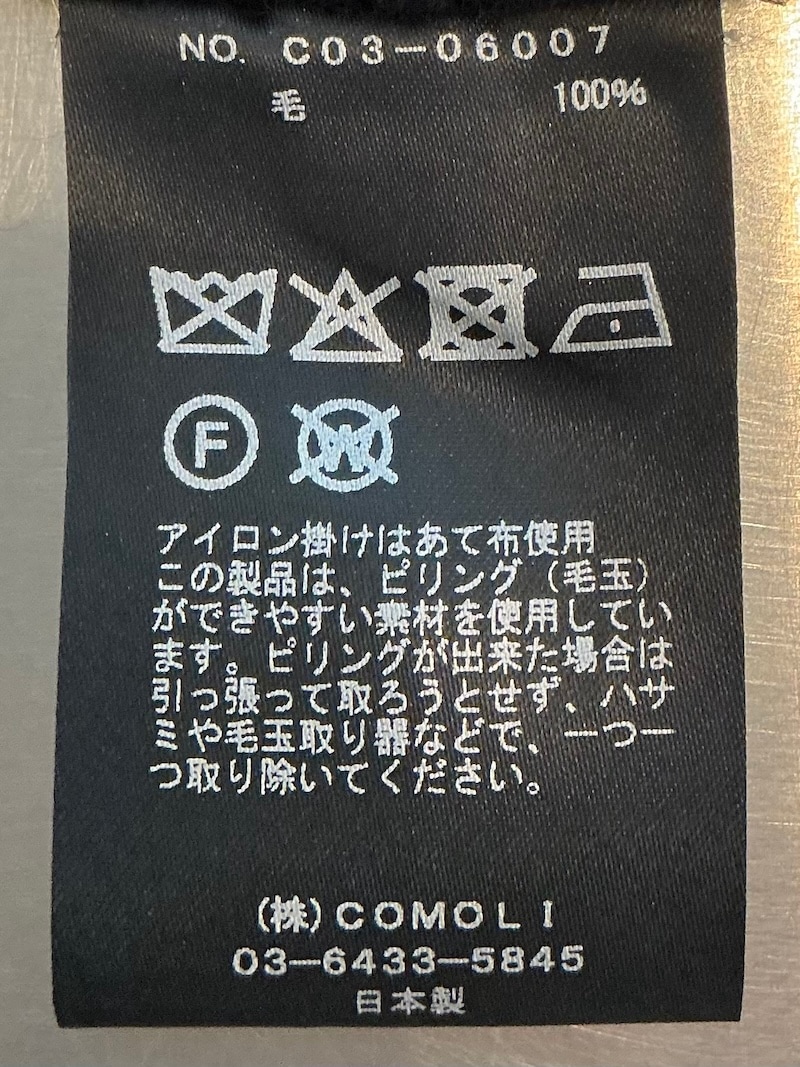 NO. C03-06007
毛 100%
F W
アイロン掛けはあて布使用
この製品は、ピリング（毛玉）
ができやすい素材を使用してい
ます。ピリングが出来た場合は
引っ張って取ろうとせず、ハサ
ミや毛玉取り器などで、一つ一
つ取り除いてください。
(株)COMOLI
03-6433-5845
日本製